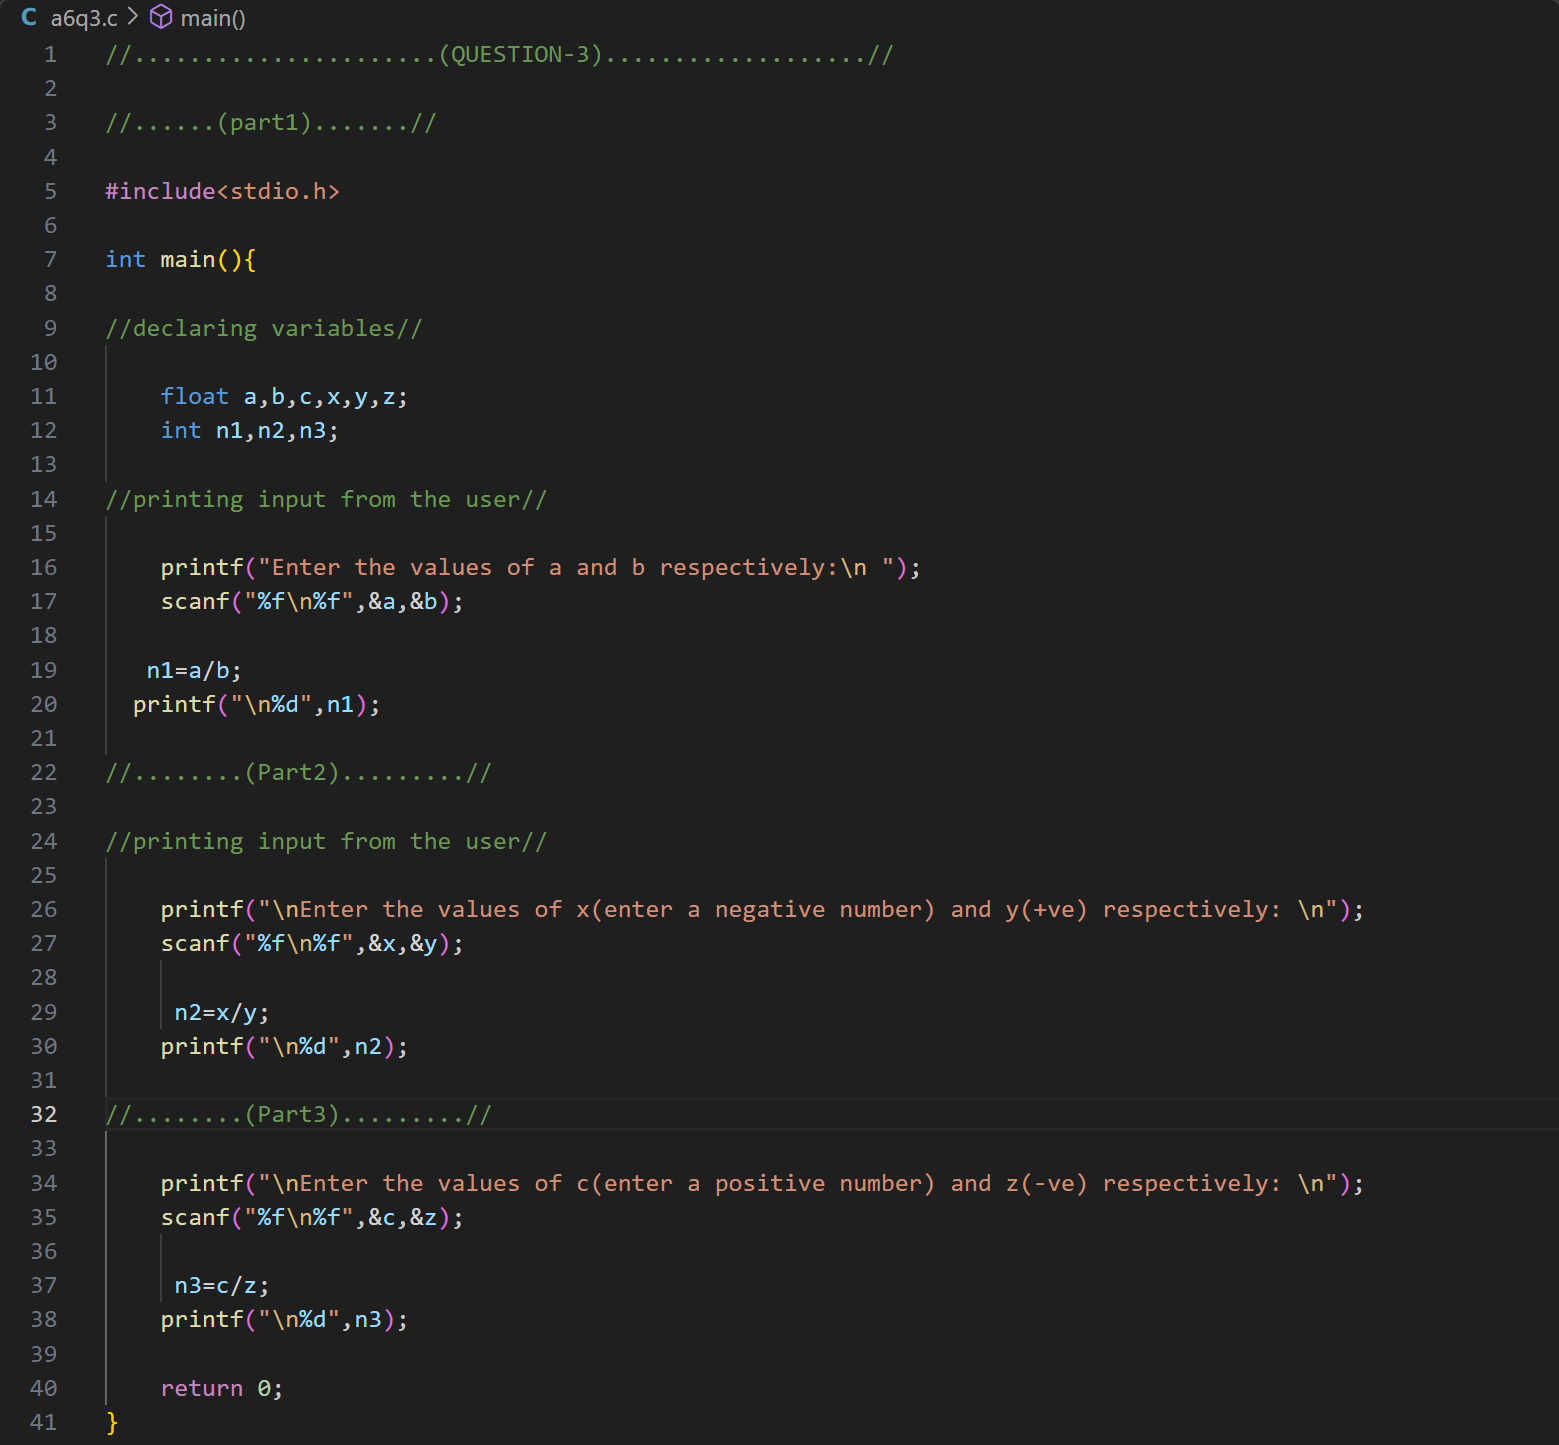 C a6q3.c > main()
1 //......................(QUESTION-3)...................//
2
3 //......(part1).......//
4
5 #include<stdio.h>
6
7 int main(){
8
9 //declaring variables//
10
11     float a,b,c,x,y,z;
12     int n1,n2,n3;
13
14 //printing input from the user//
15
16     printf("Enter the values of a and b respectively:\n ");
17     scanf("%f\n%f",&a,&b);
18
19    n1=a/b;
20   printf("\n%d",n1);
21
22 //........(Part2).........//
23
24 //printing input from the user//
25
26     printf("\nEnter the values of x(enter a negative number) and y(+ve) respectively: \n");
27     scanf("%f\n%f",&x,&y);
28
29      n2=x/y;
30     printf("\n%d",n2);
31
32 //........(Part3).........//
33
34     printf("\nEnter the values of c(enter a positive number) and z(-ve) respectively: \n");
35     scanf("%f\n%f",&c,&z);
36
37      n3=c/z;
38     printf("\n%d",n3);
39
40     return 0;
41 }